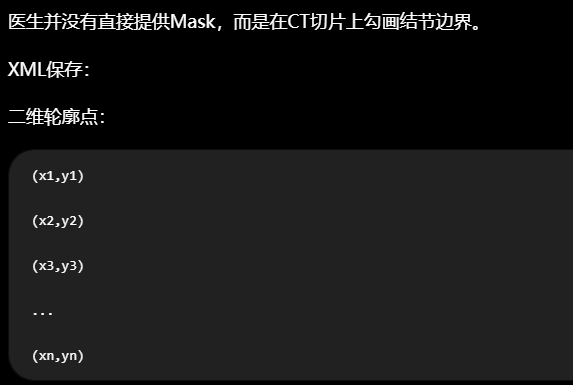 医生并没有直接提供Mask，而是在CT切片上勾画结节边界。
XML保存：
二维轮廓点：
(x1,y1)
(x2,y2)
(x3,y3)
...
(xn,yn)